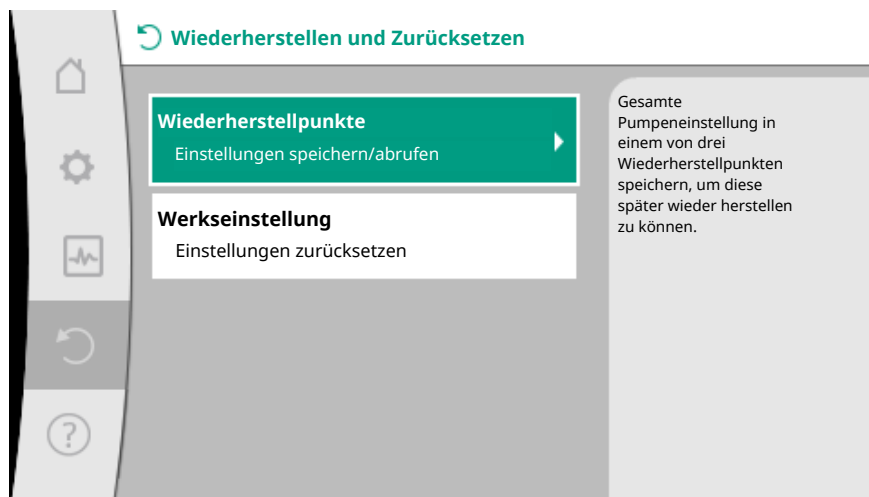 Wiederherstellen und Zurücksetzen
Wiederherstellpunkte
Einstellungen speichern/abrufen
Werkseinstellung
Einstellungen zurücksetzen
Gesamte
Pumpeneinstellung in
einem von drei
Wiederherstellpunkten
speichern, um diese
später wieder herstellen
zu können.
?